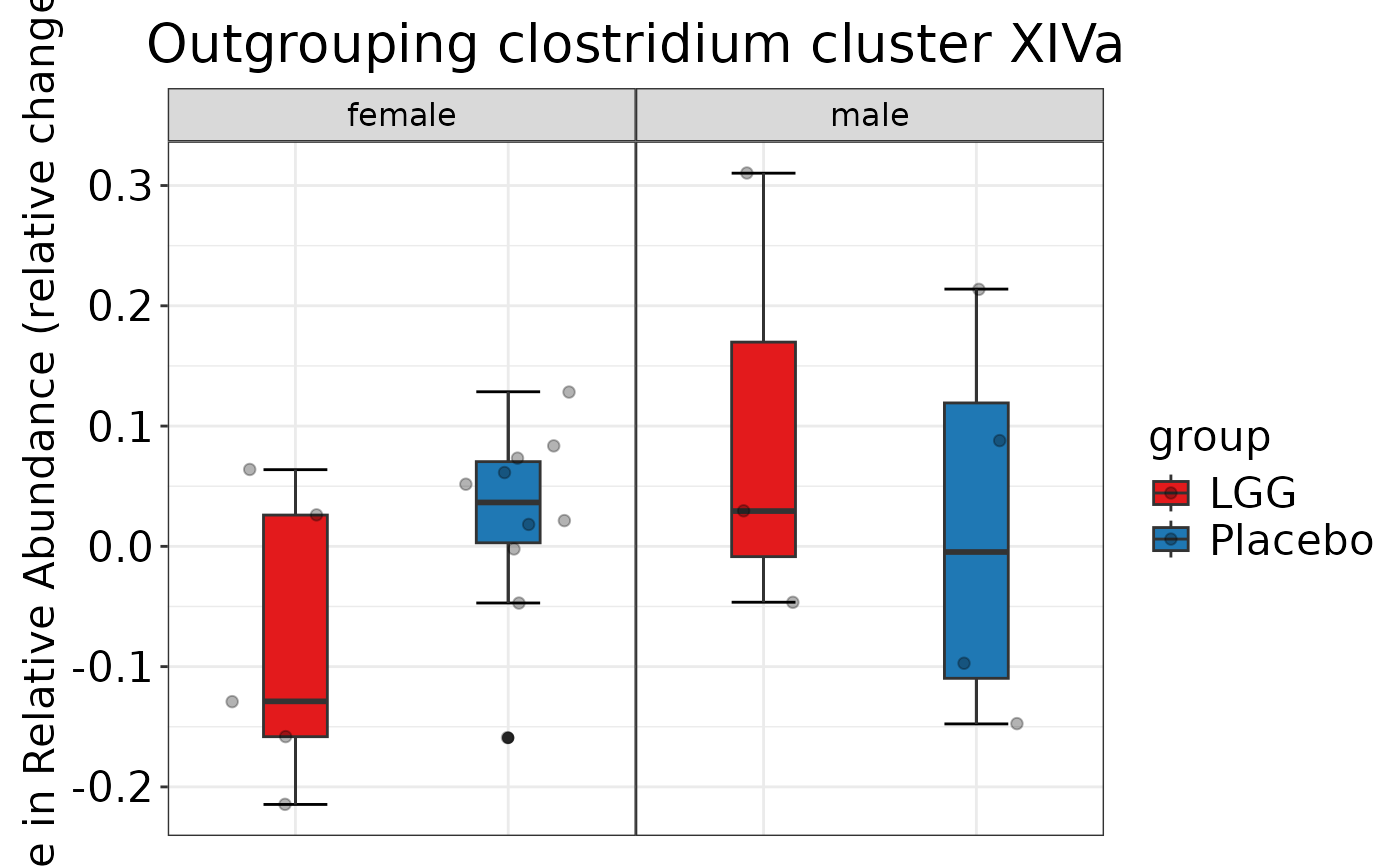 Outgrouping clostridium cluster XIVa
female
male
e in Relative Abundance (relative change
0.3
0.2
0.1
0.0
-0.1
-0.2
group
LGG
Placebo